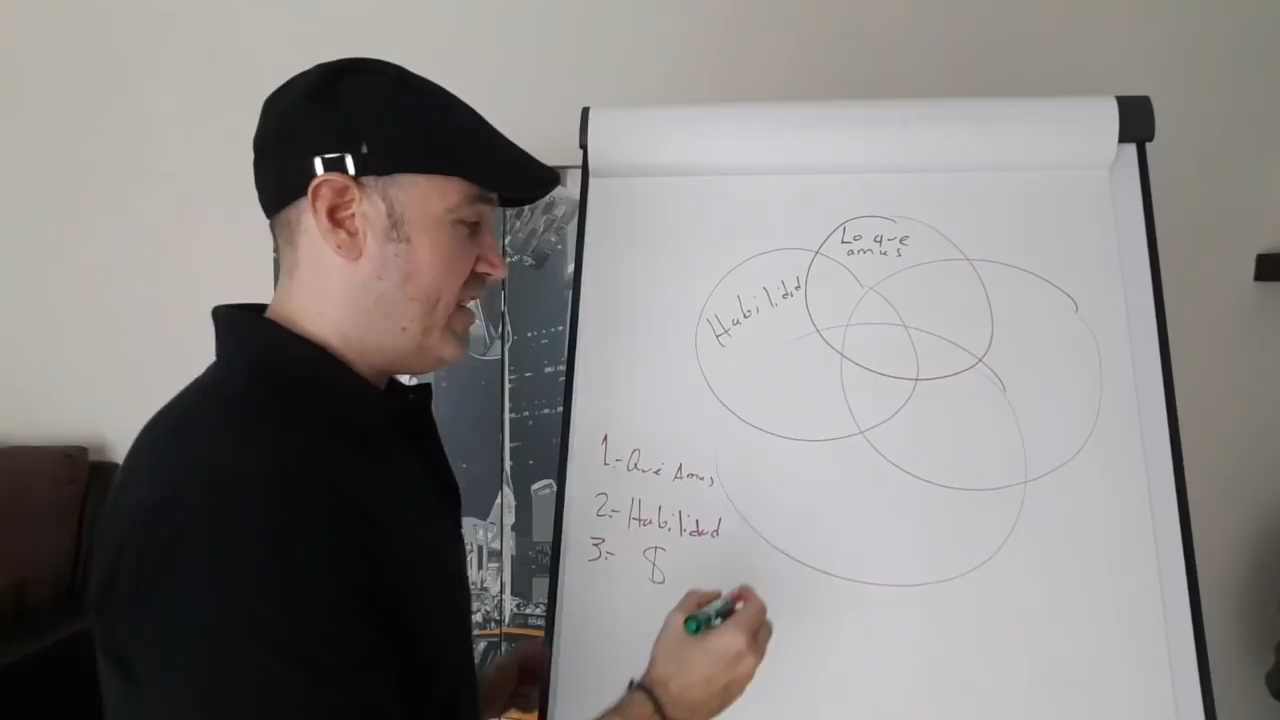 Lo que
amas
Habilidad
1.- Qué Amas
2.- Habilidad
3.- $